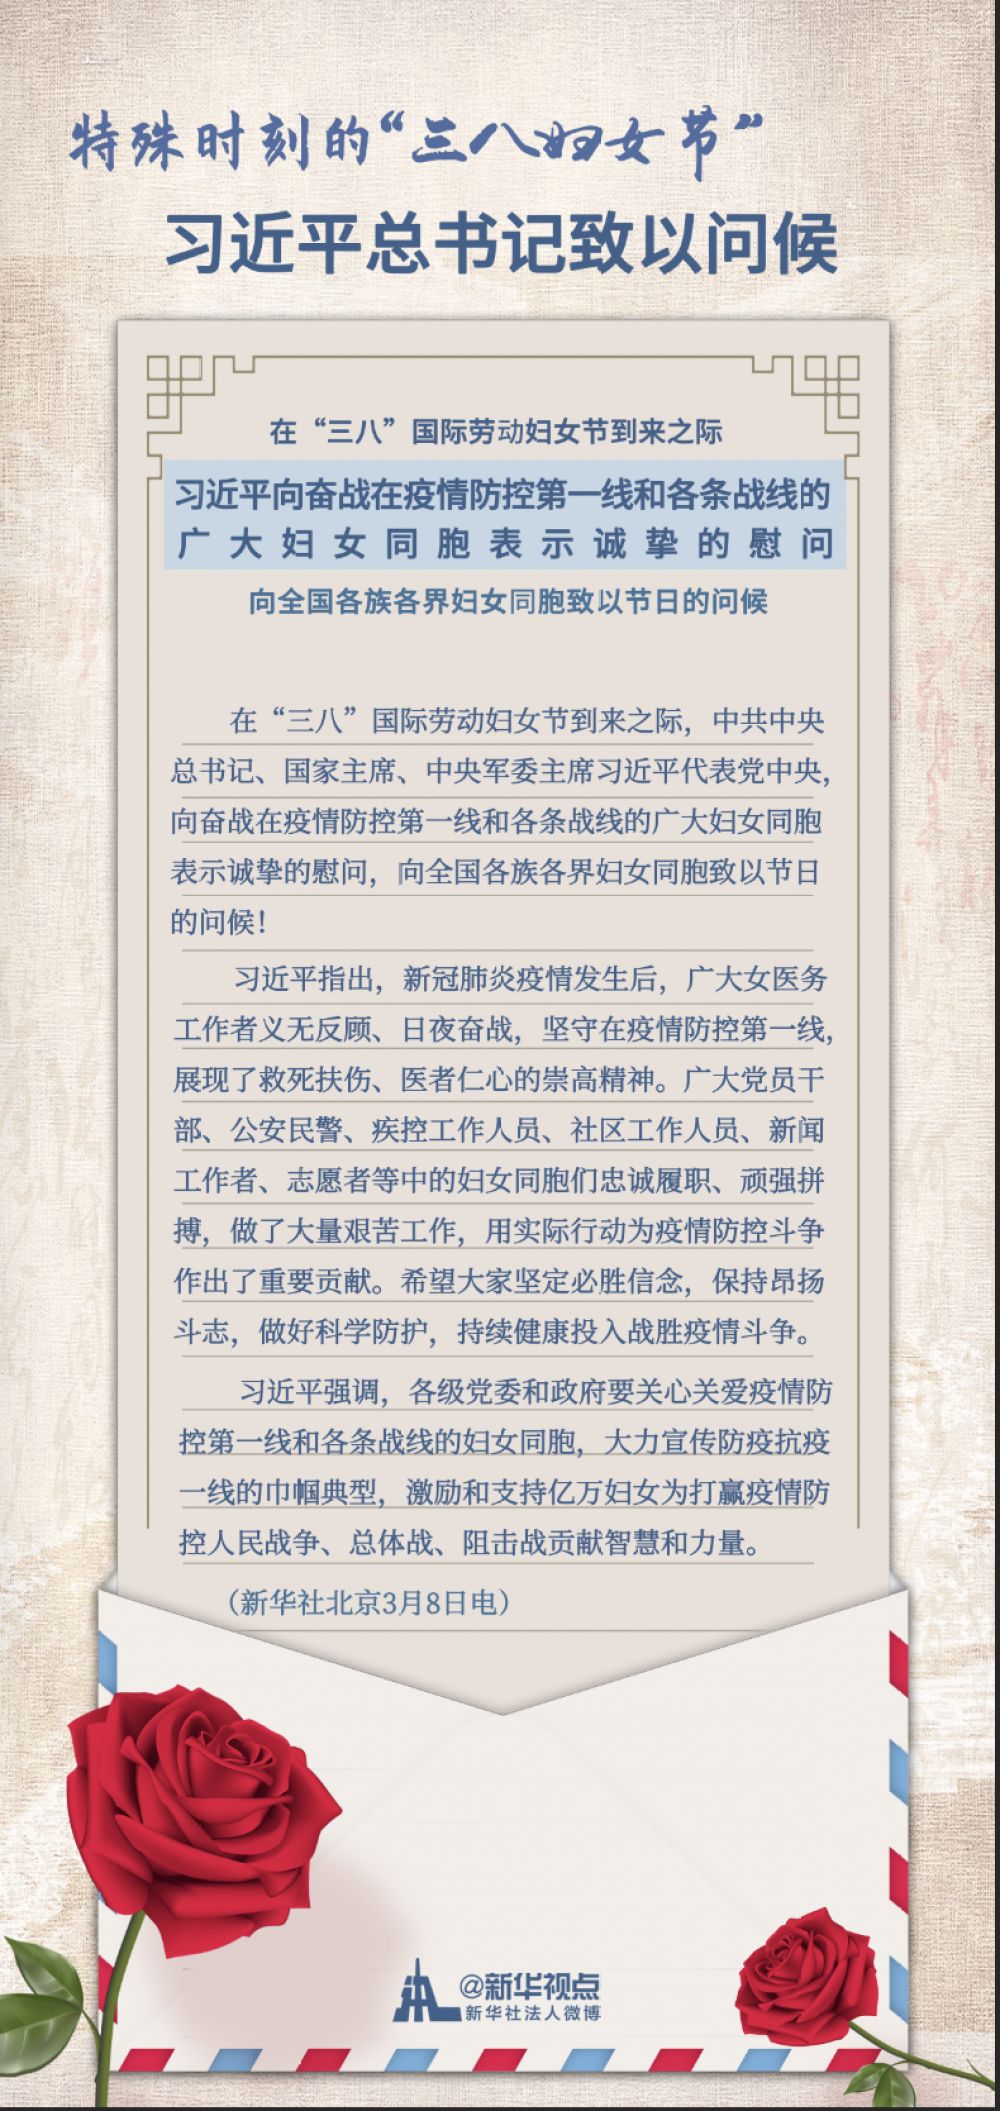 特殊时刻的“三八妇女节”
习近平总书记致以问候
在“三八”国际劳动妇女节到来之际
习近平向奋战在疫情防控第一线和各条战线的
广大妇女同胞表示诚挚的慰问
向全国各族各界妇女同胞致以节日的问候
在“三八”国际劳动妇女节到来之际，中共中央
总书记、国家主席、中央军委主席习近平代表党中央，
向奋战在疫情防控第一线和各条战线的广大妇女同胞
表示诚挚的慰问，向全国各族各界妇女同胞致以节日
的问候！
习近平指出，新冠肺炎疫情发生后，广大女医务
工作者义无反顾、日夜奋战，坚守在疫情防控第一线，
展现了救死扶伤、医者仁心的崇高精神。广大党员干
部、公安民警、疾控工作人员、社区工作人员、新闻
工作者、志愿者等中的妇女同胞们忠诚履职、顽强拼
搏，做了大量艰苦工作，用实际行动为疫情防控斗争
作出了重要贡献。希望大家坚定必胜信念，保持昂扬
斗志，做好科学防护，持续健康投入战胜疫情斗争。
习近平强调，各级党委和政府要关心关爱疫情防
控第一线和各条战线的妇女同胞，大力宣传防疫抗疫
一线的巾帼典型，激励和支持亿万妇女为打赢疫情防
控人民战争、总体战、阻击战贡献智慧和力量。
（新华社北京3月8日电）
@新华视点
新华社法人微博